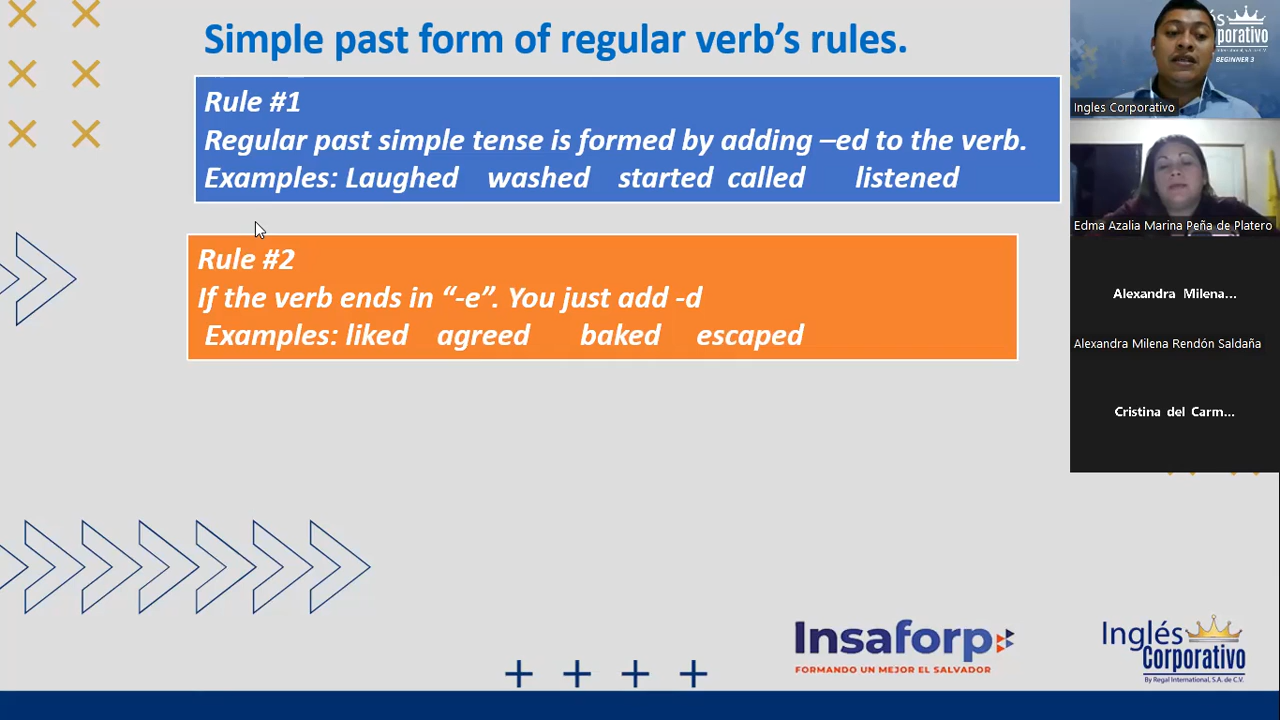 Simple past form of regular verb’s rules.
Rule #1
Regular past simple tense is formed by adding –ed to the verb.
Examples: Laughed washed started called listened
Rule #2
If the verb ends in “-e”. You just add -d
Examples: liked agreed baked escaped
BEGINNER 3
Ingles Corporativo
Edma Azalia Marina Peña de Platero
Alexandra Milena...
Alexandra Milena Rendón Saldaña
Cristina del Carm...
Insaforp
FORMANDO UN MEJOR EL SALVADOR
Inglés
Corporativo
By Regal International, S.A. de C.V.